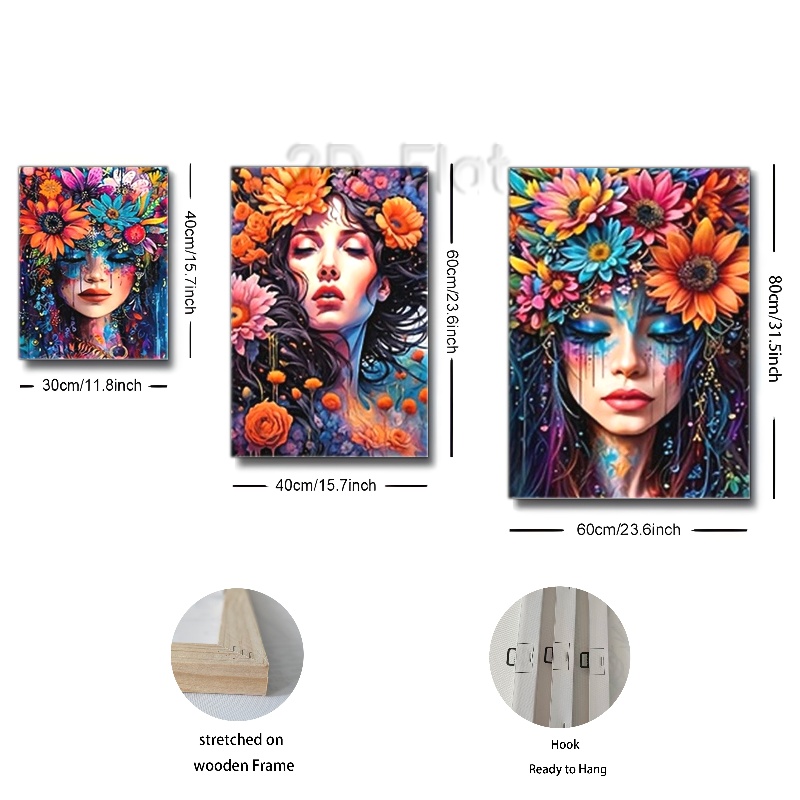 2D Flat
40cm/15.7inch
30cm/11.8inch
60cm/23.6inch
40cm/15.7inch
80cm/31.5inch
60cm/23.6inch
stretched on
wooden Frame
Hook
Ready to Hang